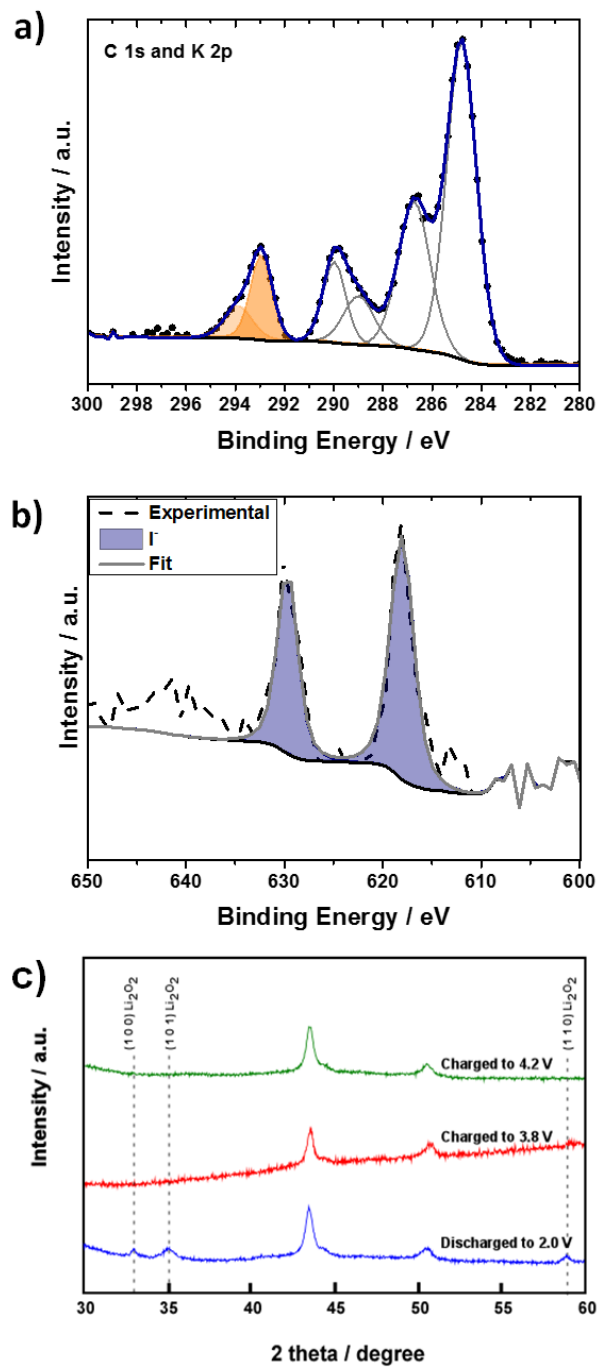 a)
C 1s and K 2p
Intensity / a.u.
300 298 296 294 292 290 288 286 284 282 280
Binding Energy / eV
b)
Experimental
I⁻
Fit
Intensity / a.u.
650 640 630 620 610 600
Binding Energy / eV
c)
(1 0 0) Li₂O₂
(1 0 1) Li₂O₂
(1 1 0) Li₂O₂
Charged to 4.2 V
Charged to 3.8 V
Discharged to 2.0 V
Intensity / a.u.
30 35 40 45 50 55 60
2 theta / degree